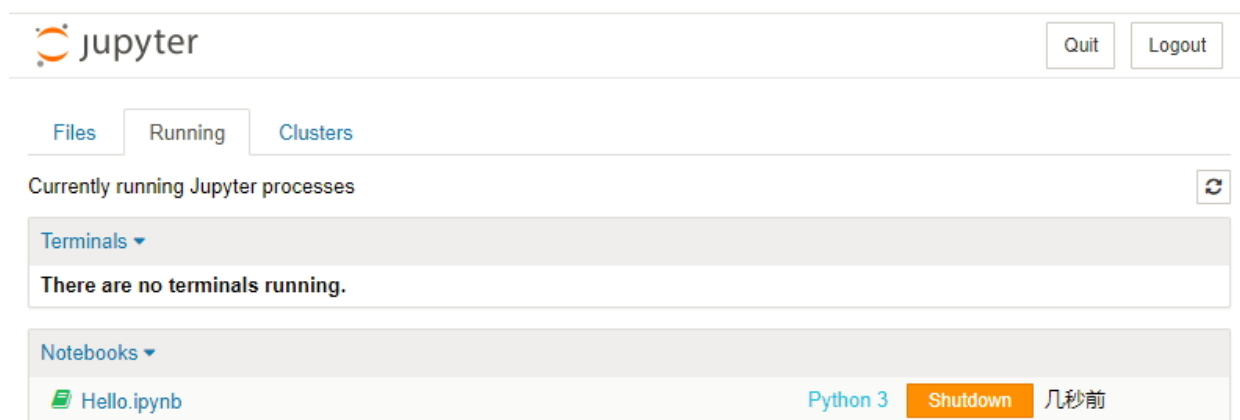 jupyter Quit Logout
Files Running Clusters
Currently running Jupyter processes
Terminals
There are no terminals running.
Notebooks
Hello.ipynb Python 3 Shutdown 几秒前